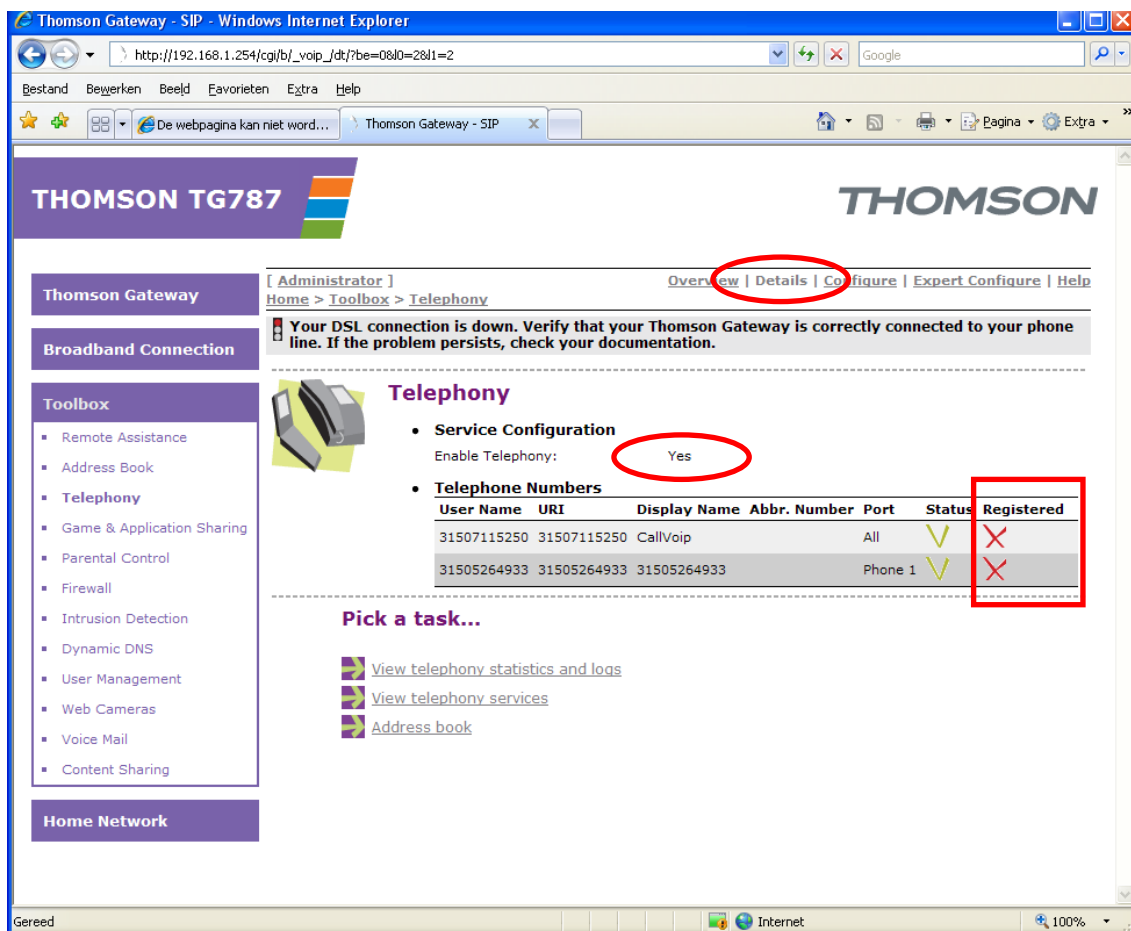 Thomson Gateway - SIP - Windows Internet Explorer
http://192.168.1.254/cgi/b/_voip_/dt/?be=0&l0=2&l1=2
Google
Bestand Bewerken Beeld Favorieten Extra Help
De webpagina kan niet word... Thomson Gateway - SIP X Pagina Extra »
THOMSON TG787
THOMSON
[ Administrator ] Overview | Details | Configure | Expert Configure | Help
Home > Toolbox > Telephony
Your DSL connection is down. Verify that your Thomson Gateway is correctly connected to your phone
line. If the problem persists, check your documentation.
Thomson Gateway
Broadband Connection
Toolbox
Remote Assistance
Address Book
Telephony
Game & Application Sharing
Parental Control
Firewall
Intrusion Detection
Dynamic DNS
User Management
Web Cameras
Voice Mail
Content Sharing
Home Network
Telephony
Service Configuration
Enable Telephony: Yes
Telephone Numbers
User Name URI Display Name Abbr. Number Port Status Registered
31507115250 31507115250 CallVoip All
31505264933 31505264933 31505264933 Phone 1
Pick a task...
View telephony statistics and logs
View telephony services
Address book
Gereed Internet 100%